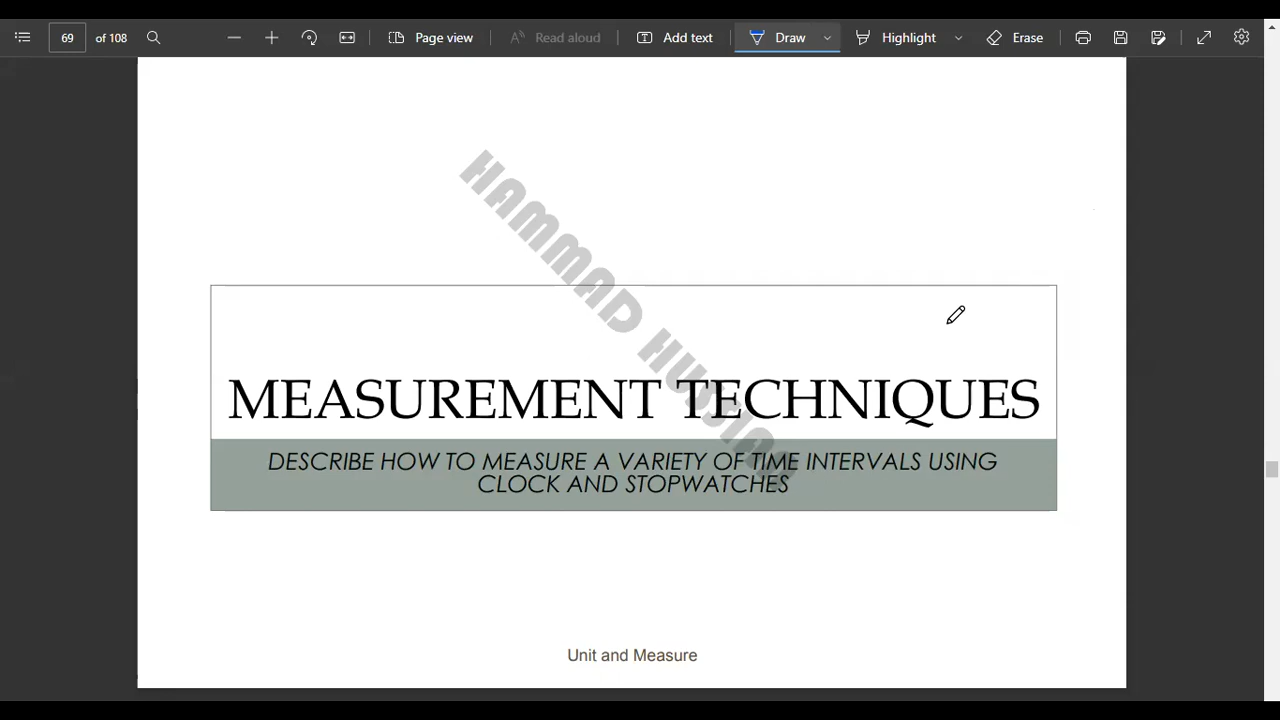 69 of 108
Page view
Read aloud
Add text
Draw
Highlight
Erase
HAMMAD HUSSAIN
MEASUREMENT TECHNIQUES
DESCRIBE HOW TO MEASURE A VARIETY OF TIME INTERVALS USING
CLOCK AND STOPWATCHES
Unit and Measure